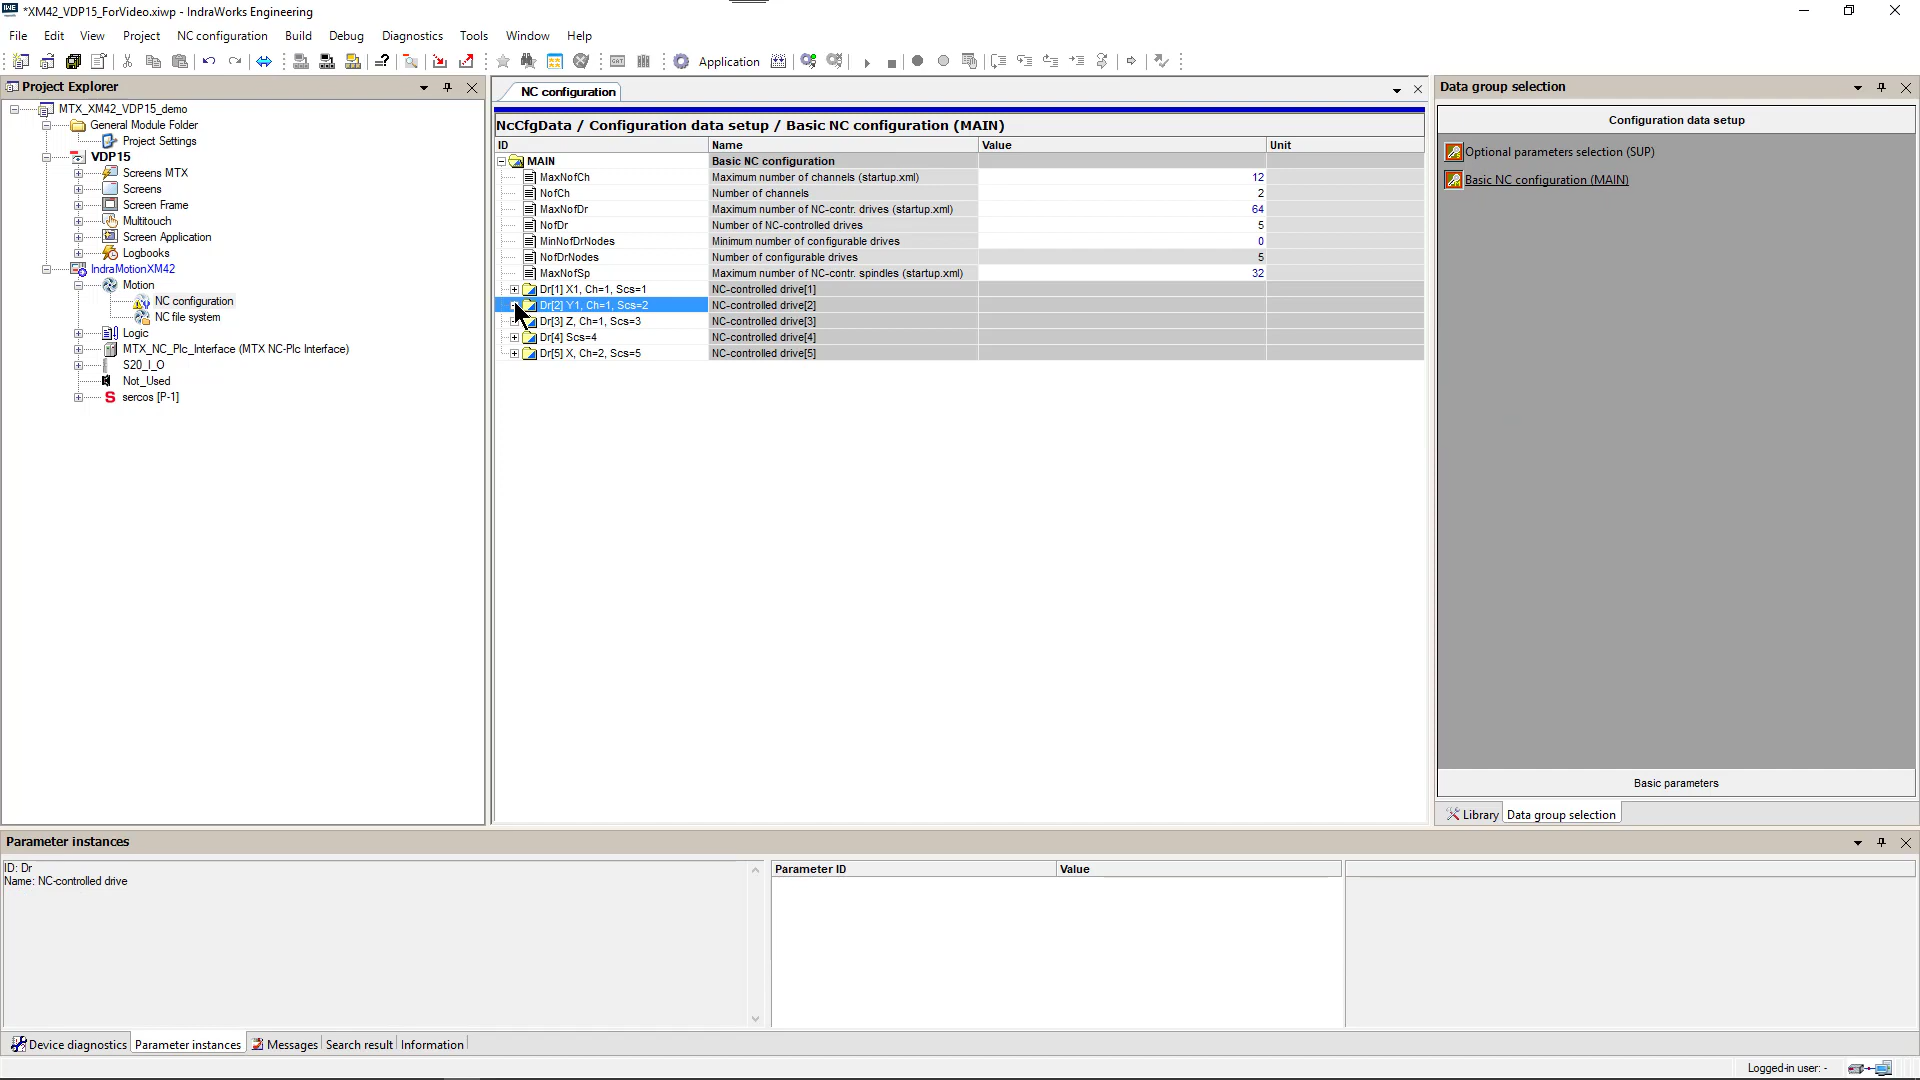 *XM42_VDP15_ForVideo.xiwp - IndraWorks Engineering
File Edit View Project NC configuration Build Debug Diagnostics Tools Window Help
Application
Project Explorer
MTX_XM42_VDP15_demo
General Module Folder
Project Settings
VDP15
Screens MTX
Screens
Screen Frame
Multitouch
Screen Application
Logbooks
IndraMotionXM42
Motion
NC configuration
NC file system
Logic
MTX_NC_Plc_Interface (MTX NC-Plc Interface)
S20_I_O
Not_Used
sercos [P-1]
NC configuration
NcCfgData / Configuration data setup / Basic NC configuration (MAIN)
ID Name Value Unit
MAIN Basic NC configuration
MaxNofCh Maximum number of channels (startup.xml) 12
NofCh Number of channels 2
MaxNofDr Maximum number of NC-contr. drives (startup.xml) 64
NofDr Number of NC-controlled drives 5
MinNofDrNodes Minimum number of configurable drives 0
NofDrNodes Number of configurable drives 5
MaxNofSp Maximum number of NC-contr. spindles (startup.xml) 32
Dr[1] X1, Ch=1, Scs=1 NC-controlled drive[1]
Dr[2] Y1, Ch=1, Scs=2 NC-controlled drive[2]
Dr[3] Z, Ch=1, Scs=3 NC-controlled drive[3]
Dr[4] Scs=4 NC-controlled drive[4]
Dr[5] X, Ch=2, Scs=5 NC-controlled drive[5]
Data group selection
Configuration data setup
Optional parameters selection (SUP)
Basic NC configuration (MAIN)
Basic parameters
Library Data group selection
Parameter instances
ID: Dr
Name: NC-controlled drive
Parameter ID Value
Device diagnostics Parameter instances Messages Search result Information
Logged-in user: -